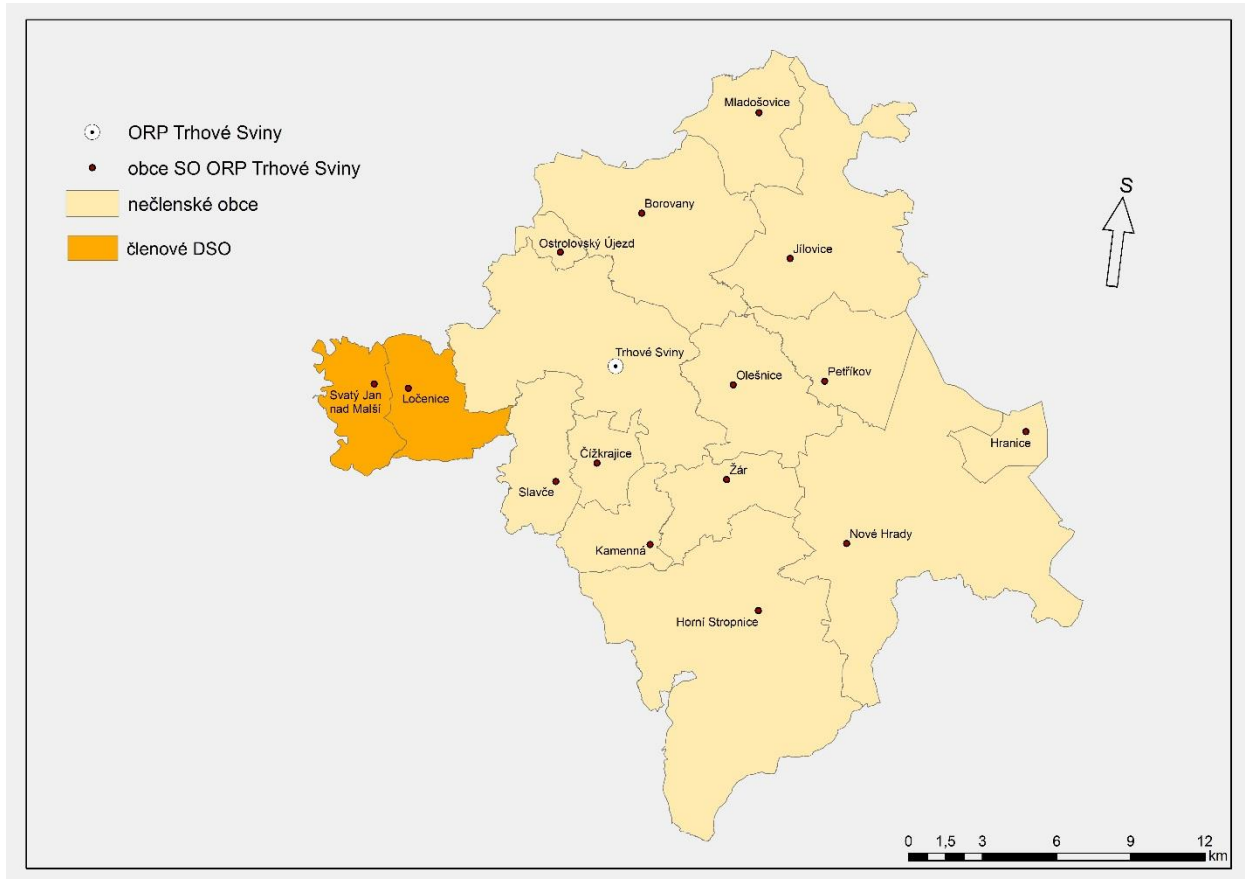 ORP Trhové Sviny
obce SO ORP Trhové Sviny
nečlenské obce
členové DSO
S
Mladošovice
Borovany
Ostrolovský Újezd
Jílovice
Trhové Sviny
Olešnice
Petříkov
Svatý Jan
nad Malší
Ločenice
Hranice
Čížkrajice
Žár
Slavče
Kamenná
Nové Hrady
Horní Stropnice
0 1,5 3 6 9 12
km